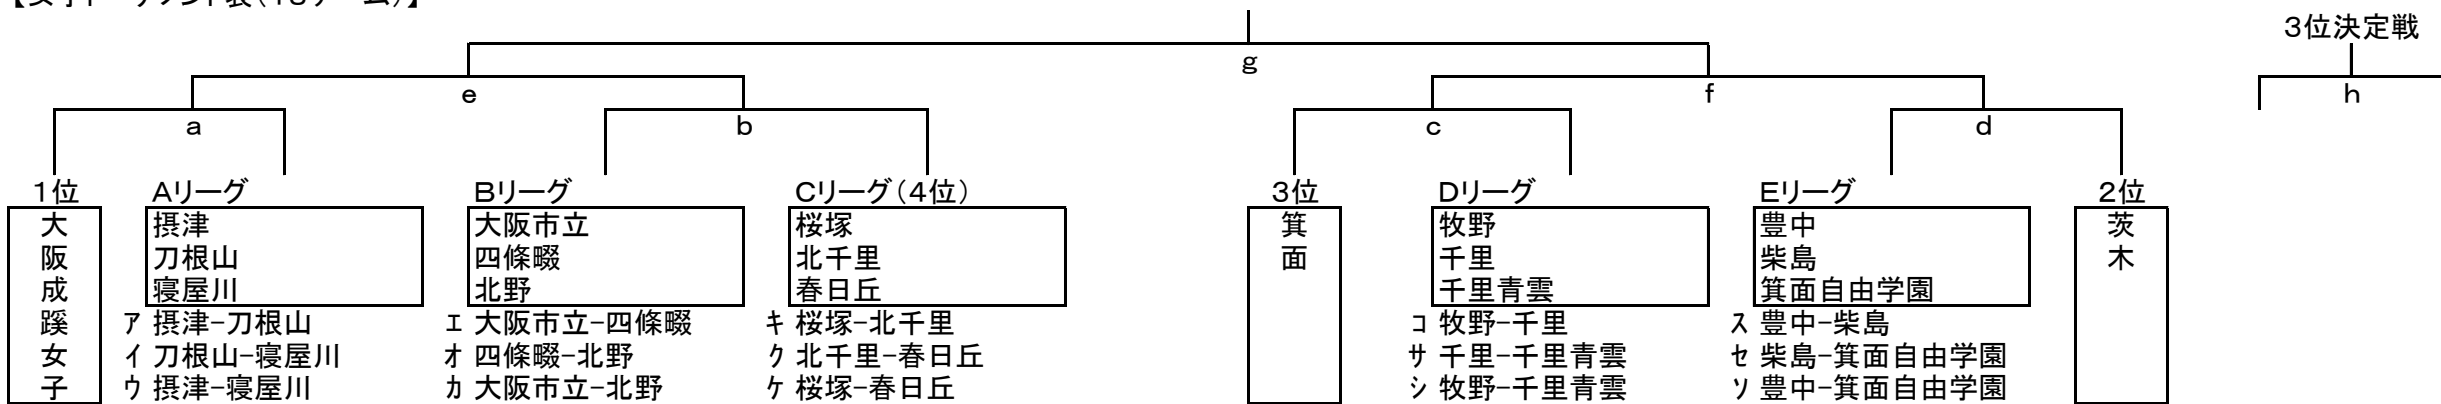 3位決定戦
g
e
f
h
a
b
c
d
1位
Aリーグ
Bリーグ
Cリーグ(4位)
3位
Dリーグ
Eリーグ
2位
大阪成蹊女子
摂津
刀根山
寝屋川
大阪市立
四條畷
北野
桜塚
北千里
春日丘
箕面
牧野
千里
千里青雲
豊中
柴島
箕面自由学園
茨木
ア 摂津-刀根山
イ 刀根山-寝屋川
ウ 摂津-寝屋川
エ 大阪市立-四條畷
オ 四條畷-北野
カ 大阪市立-北野
キ 桜塚-北千里
ク 北千里-春日丘
ケ 桜塚-春日丘
コ 牧野-千里
サ 千里-千里青雲
シ 牧野-千里青雲
ス 豊中-柴島
セ 柴島-箕面自由学園
ソ 豊中-箕面自由学園